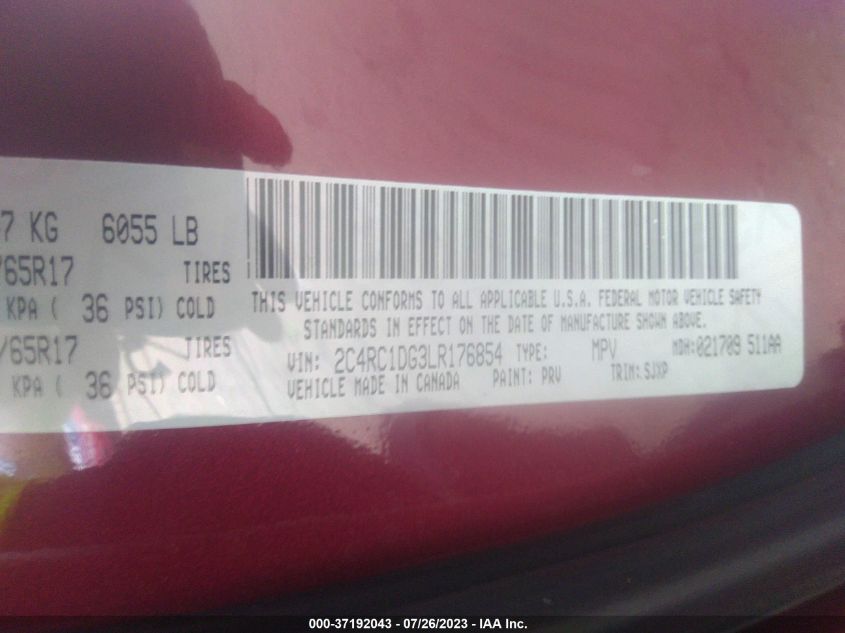 7 KG 6055 LB
/65R17 TIRES
KPA ( 36 PSI) COLD
/65R17 TIRES
KPA ( 36 PSI) COLD
THIS VEHICLE CONFORMS TO ALL APPLICABLE U.S.A. FEDERAL MOTOR VEHICLE SAFETY
STANDARDS IN EFFECT ON THE DATE OF MANUFACTURE SHOWN ABOVE.
VIN: 2C4RC1DG3LR176854 TYPE: MPV MDH:021709 511AA
VEHICLE MADE IN CANADA PAINT: PRV TRIM:SJXP
000-37192043 - 07/26/2023 - IAA Inc.